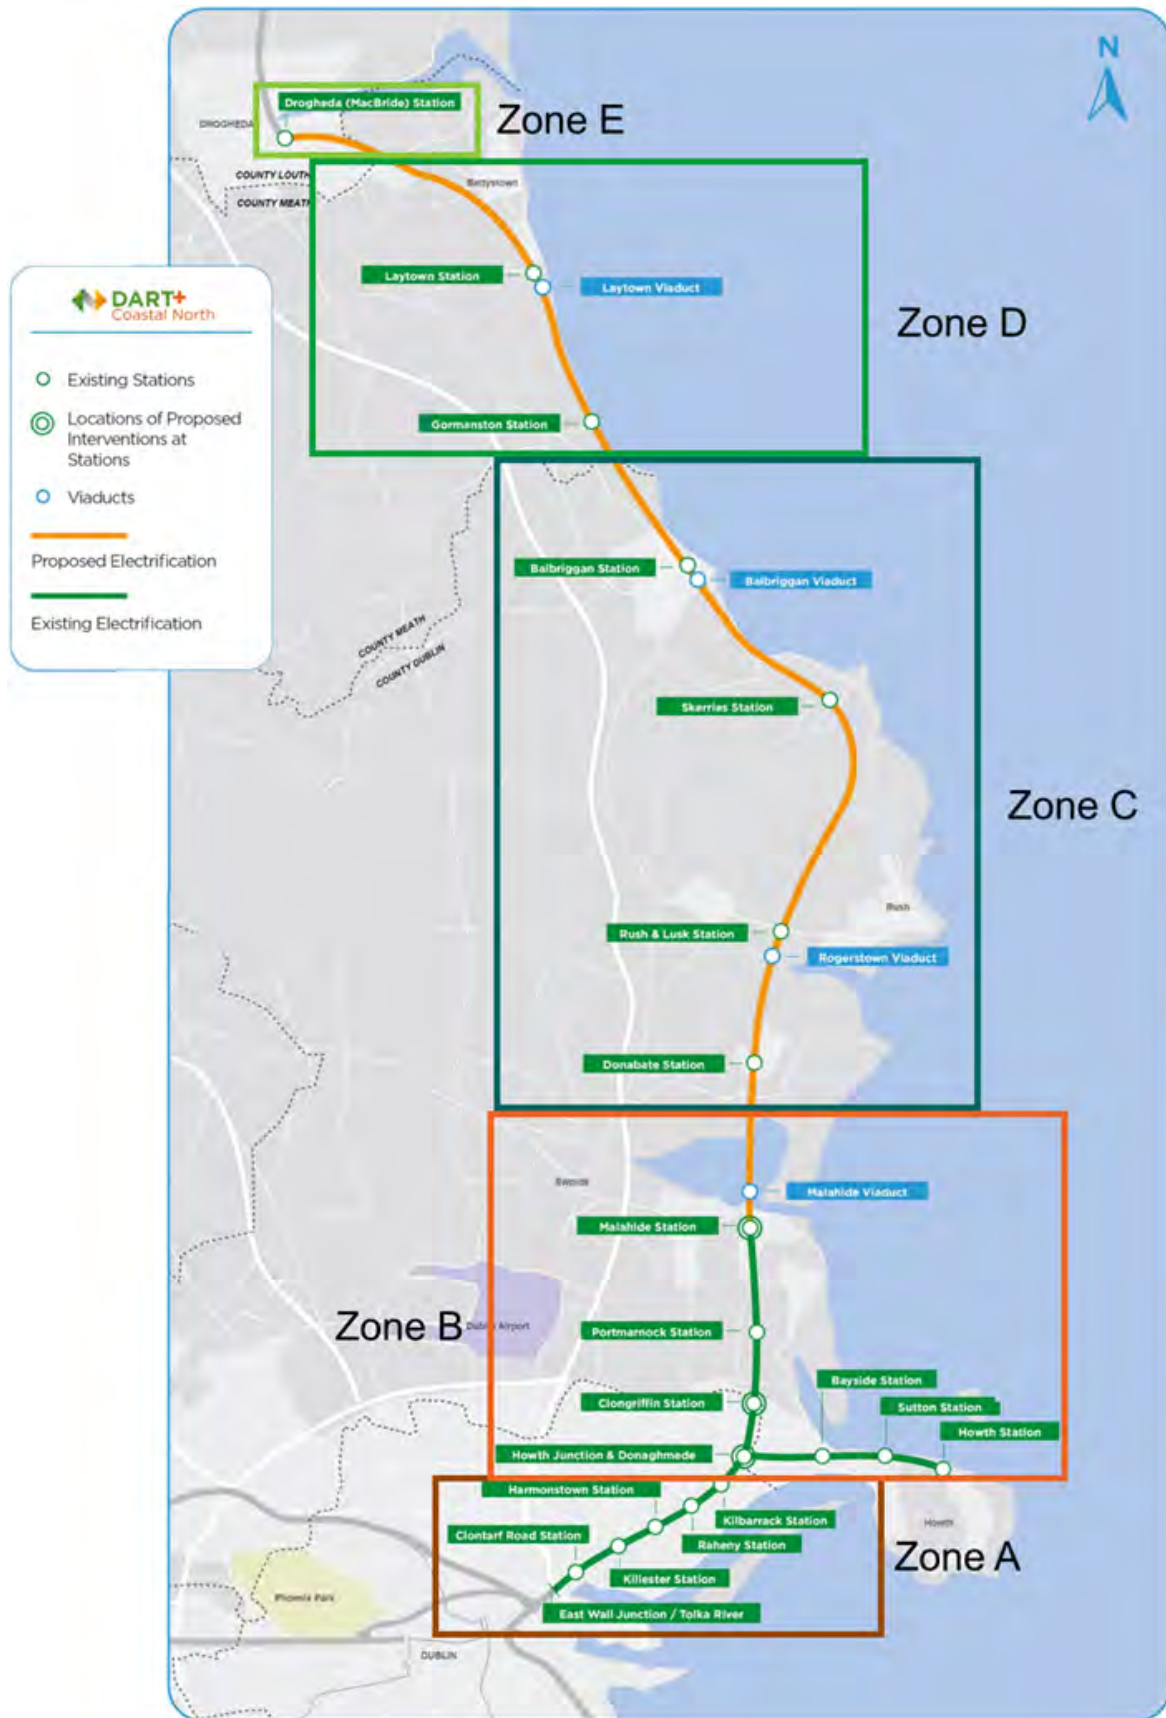 N
Drogheda (MacBride) Station
Zone E
DROGHEDA
COUNTY LOUTH
COUNTY MEATH
Bettystown
Laytown Station
Laytown Viaduct
Zone D
Gormanston Station
DART+
Coastal North
Existing Stations
Locations of Proposed
Interventions at
Stations
Viaducts
Proposed Electrification
Existing Electrification
Balbriggan Station
Balbriggan Viaduct
COUNTY MEATH
COUNTY DUBLIN
Skerries Station
Zone C
Rush
Rush & Lusk Station
Rogerstown Viaduct
Donabate Station
Swords
Malahide Viaduct
Malahide Station
Zone B
Dublin Airport
Portmarnock Station
Bayside Station
Clongriffin Station
Sutton Station
Howth Station
Howth Junction & Donaghmede
Harmonstown Station
Kilbarrack Station
Howth
Clontarf Road Station
Raheny Station
Zone A
Killester Station
Phoenix Park
East Wall Junction / Tolka River
DUBLIN